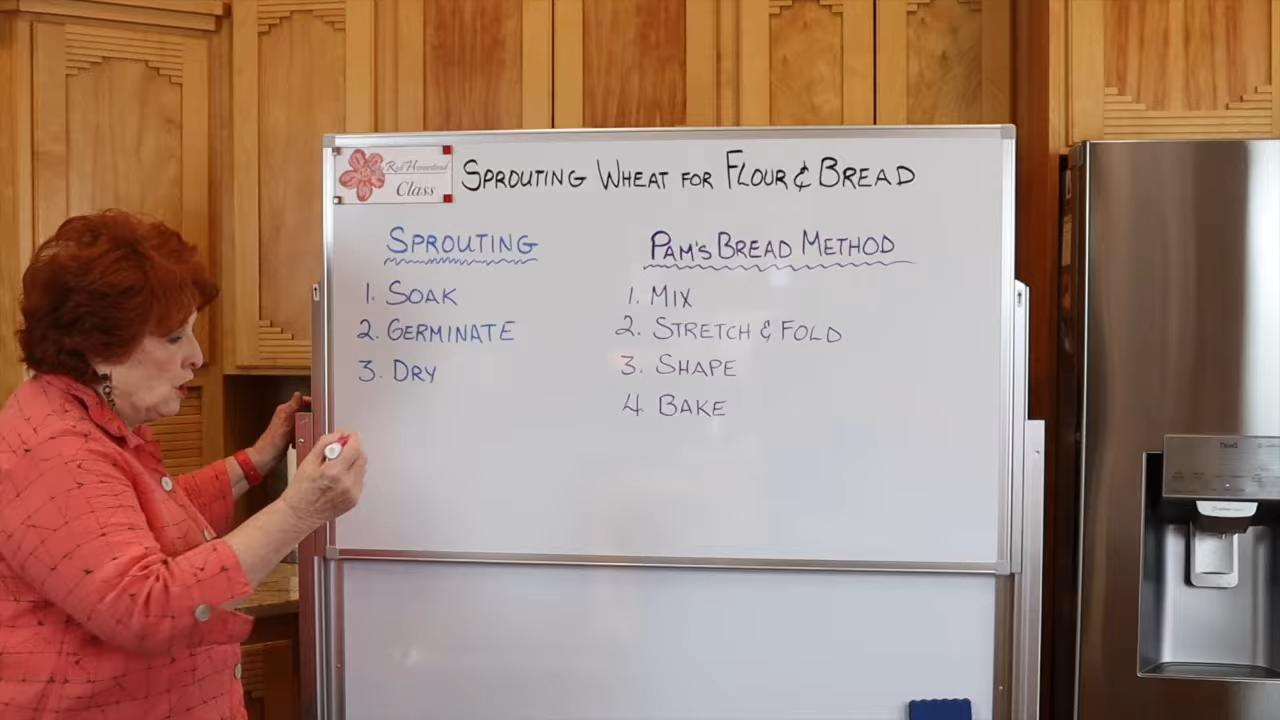 Red Homestead
Class
SPROUTING WHEAT FOR FLOUR & BREAD
SPROUTING
1. SOAK
2. GERMINATE
3. DRY
PAM'S BREAD METHOD
1. MIX
2. STRETCH & FOLD
3. SHAPE
4 BAKE